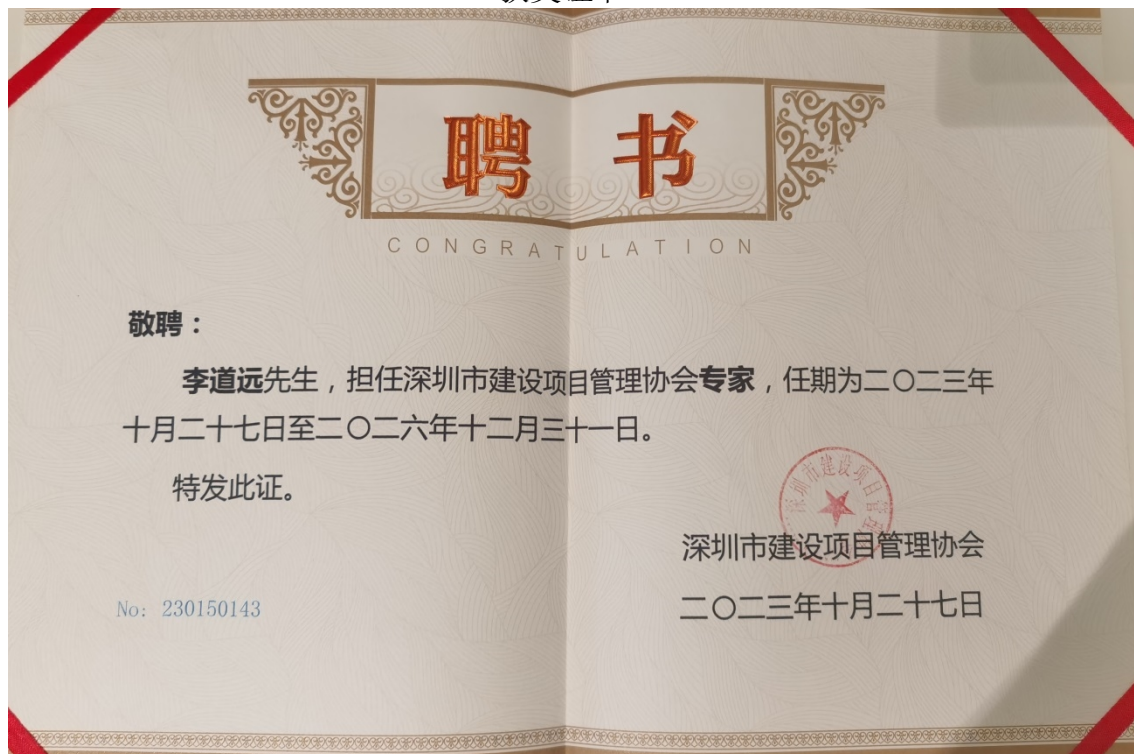 聘书
CONGRATULATION
敬聘：
李道远先生，担任深圳市建设项目管理协会专家，任期为二〇二三年
十月二十七日至二〇二六年十二月三十一日。
特发此证。
深圳市建设项目管理协会
No: 230150143
二〇二三年十月二十七日